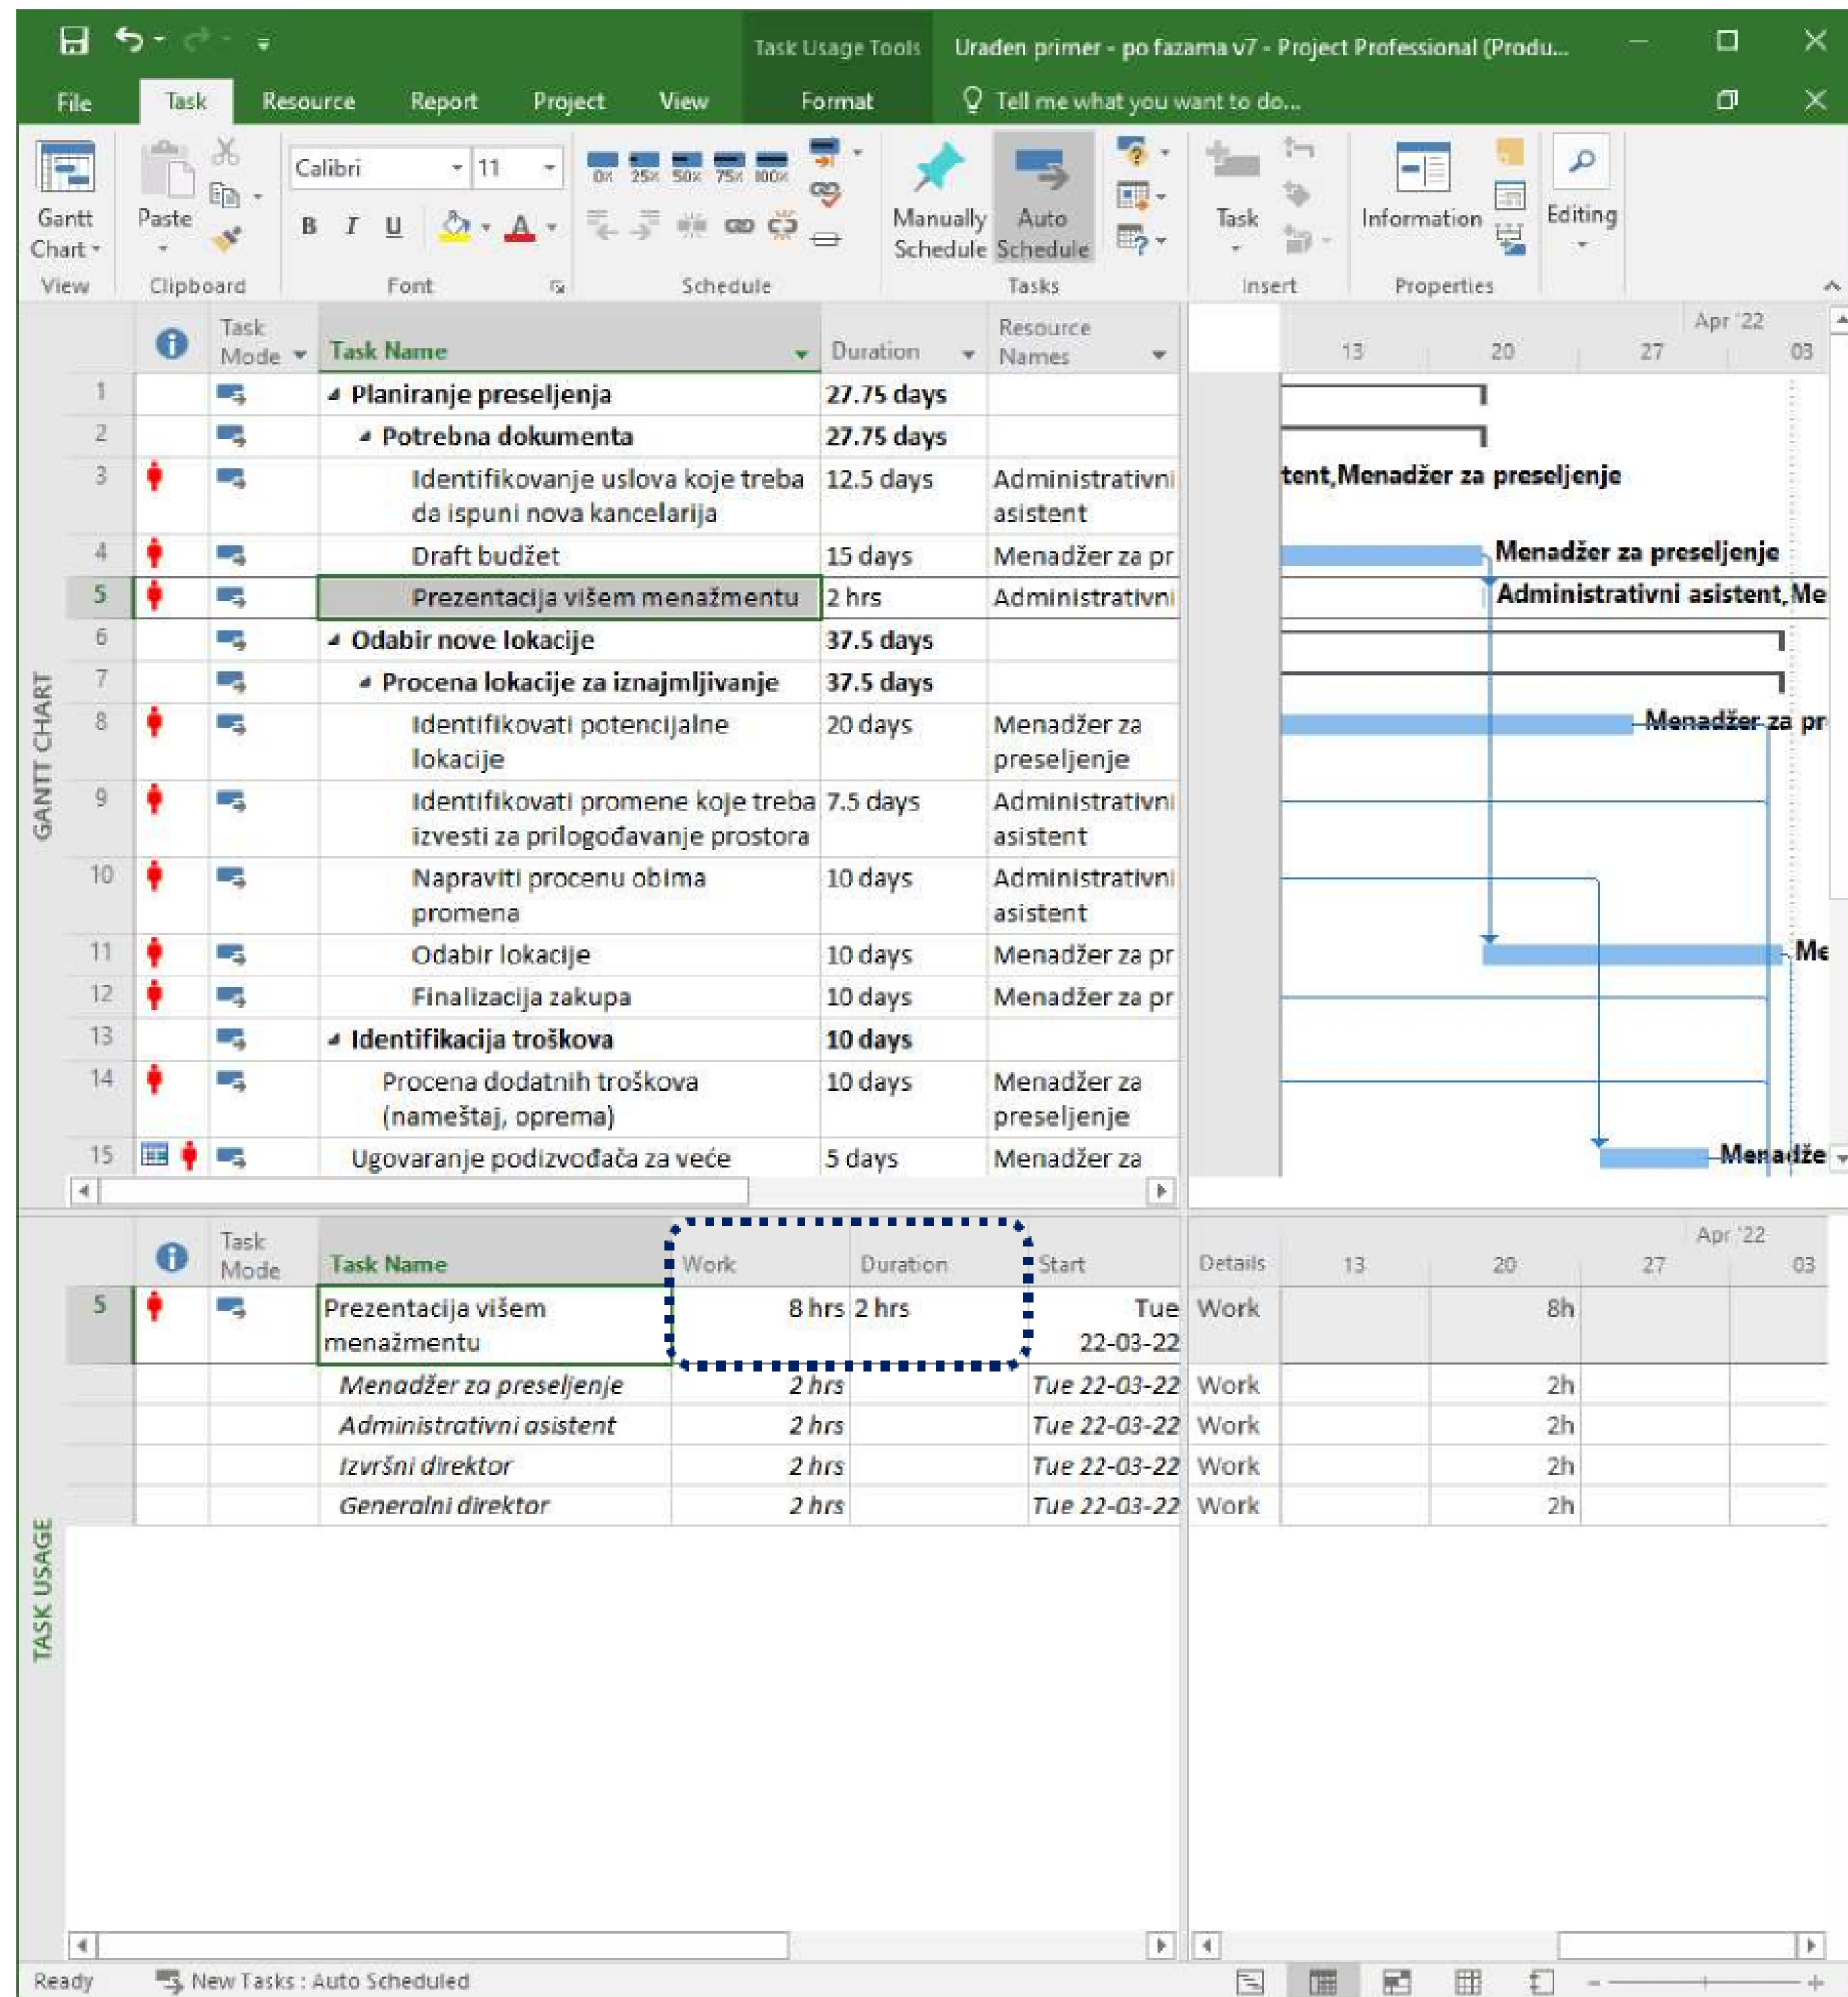 Task Usage Tools Uraden primer - po fazama v7 - Project Professional (Produ...
File Task Resource Report Project View Format Tell me what you want to do...
Calibri 11
0% 25% 50% 75% 100%
Gantt Chart
Paste
B I U A
Manually Schedule
Auto Schedule
Task
Information
Editing
View Clipboard Font Schedule Tasks Insert Properties
Task Mode Task Name Duration Resource Names
Apr '22
13 20 27 03
1 Planiranje preseljenja 27.75 days
2 Potrebna dokumenta 27.75 days
3 Identifikovanje uslova koje treba 12.5 days Administrativni tent,Menadžer za preseljenje
da ispuni nova kancelarija asistent
4 Draft budžet 15 days Menadžer za pr Menadžer za preseljenje
5 Prezentacija višem menažmentu 2 hrs Administrativni Administrativni asistent,Me
6 Odabir nove lokacije 37.5 days
7 Procena lokacije za iznajmljivanje 37.5 days
8 Identifikovati potencijalne 20 days Menadžer za Menadžer za pr
lokacije preseljenje
9 Identifikovati promene koje treba 7.5 days Administrativni
izvesti za prilogođavanje prostora asistent
10 Napraviti procenu obima 10 days Administrativni
promena asistent
11 Odabir lokacije 10 days Menadžer za pr Me
12 Finalizacija zakupa 10 days Menadžer za pr
13 Identifikacija troškova 10 days
14 Procena dodatnih troškova 10 days Menadžer za
(nameštaj, oprema) preseljenje
15 Ugovaranje podizvođača za veće 5 days Menadžer za Menadže
GANTT CHART
Task Mode Task Name Work Duration Start Details
Apr '22
13 20 27 03
5 Prezentacija višem 8 hrs 2 hrs Tue Work 8h
menažmentu 22-03-22
Menadžer za preseljenje 2 hrs Tue 22-03-22 Work 2h
Administrativni asistent 2 hrs Tue 22-03-22 Work 2h
Izvršni direktor 2 hrs Tue 22-03-22 Work 2h
Generalni direktor 2 hrs Tue 22-03-22 Work 2h
TASK USAGE
Ready New Tasks : Auto Scheduled